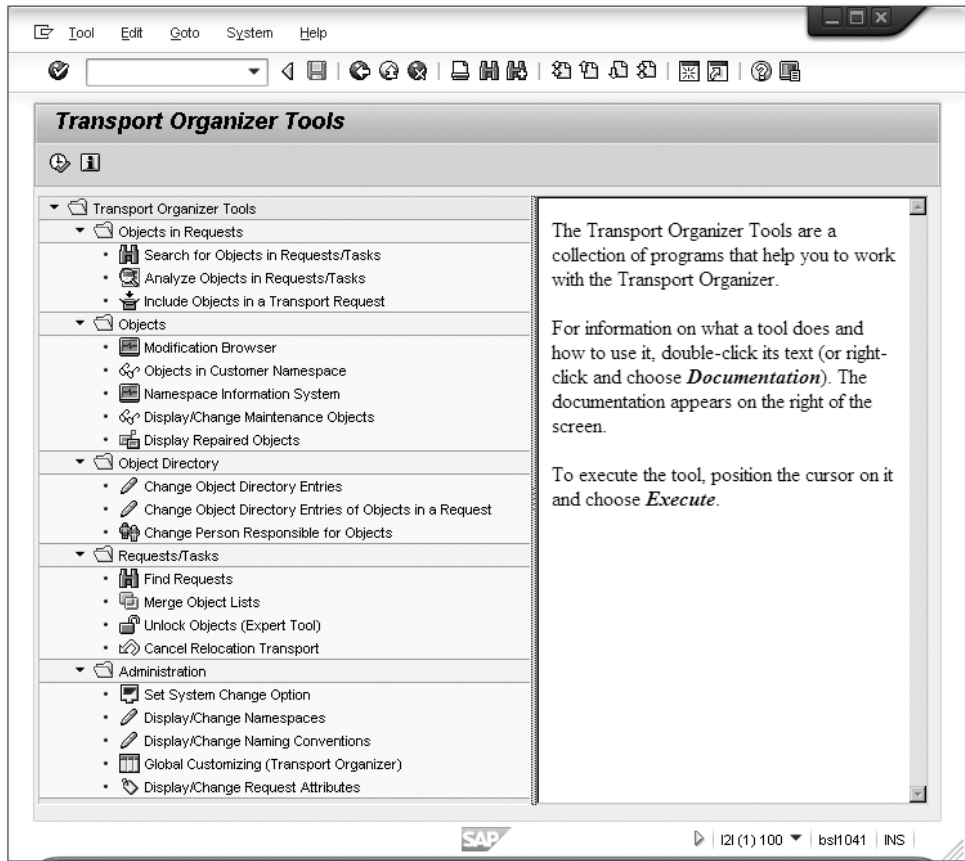 Tool Edit Goto System Help
Transport Organizer Tools
Transport Organizer Tools
Objects in Requests
Search for Objects in Requests/Tasks
Analyze Objects in Requests/Tasks
Include Objects in a Transport Request
Objects
Modification Browser
Objects in Customer Namespace
Namespace Information System
Display/Change Maintenance Objects
Display Repaired Objects
Object Directory
Change Object Directory Entries
Change Object Directory Entries of Objects in a Request
Change Person Responsible for Objects
Requests/Tasks
Find Requests
Merge Object Lists
Unlock Objects (Expert Tool)
Cancel Relocation Transport
Administration
Set System Change Option
Display/Change Namespaces
Display/Change Naming Conventions
Global Customizing (Transport Organizer)
Display/Change Request Attributes
The Transport Organizer Tools are a
collection of programs that help you to work
with the Transport Organizer.
For information on what a tool does and
how to use it, double-click its text (or right-
click and choose Documentation). The
documentation appears on the right of the
screen.
To execute the tool, position the cursor on it
and choose Execute.
SAP
I2I (1) 100 bsl1041 INS